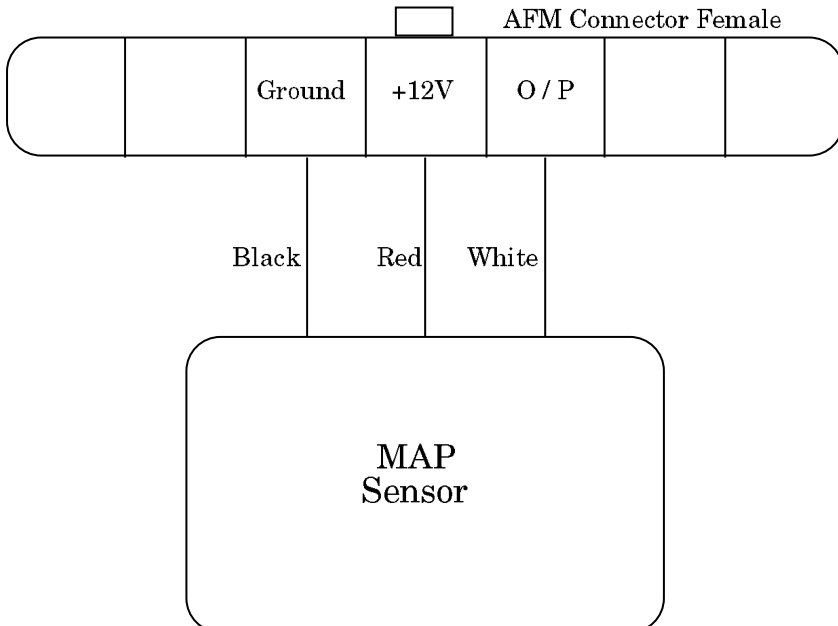 AFM Connector Female
Ground +12V O / P
Black Red White
MAP
Sensor